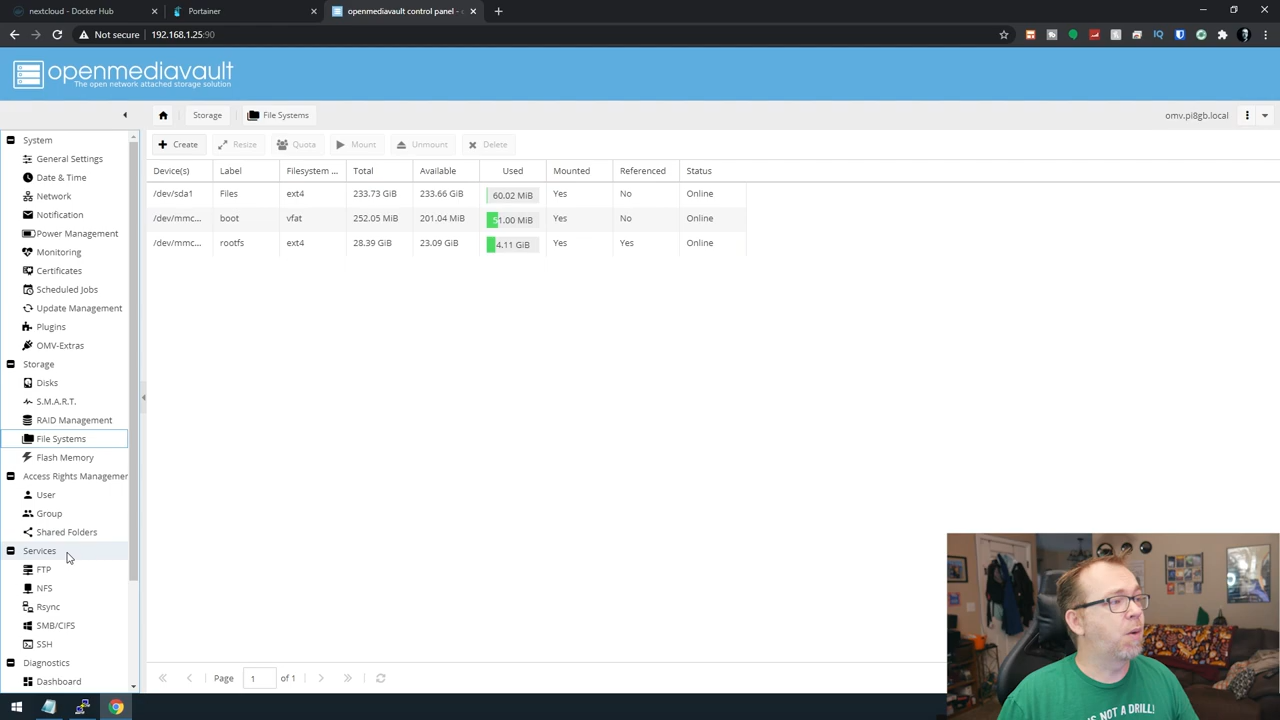 nextcloud - Docker Hub
Portainer
openmediavault control panel - 
Not secure 192.168.1.25:90
openmediavault
The open network attached storage solution
Storage File Systems omv.pi8gb.local
System
General Settings
Date & Time
Network
Notification
Power Management
Monitoring
Certificates
Scheduled Jobs
Update Management
Plugins
OMV-Extras
Storage
Disks
S.M.A.R.T.
RAID Management
File Systems
Flash Memory
Access Rights Managemer
User
Group
Shared Folders
Services
FTP
NFS
Rsync
SMB/CIFS
SSH
Diagnostics
Dashboard
Create Resize Quota Mount Unmount Delete
Device(s) Label Filesystem ... Total Available Used Mounted Referenced Status
/dev/sda1 Files ext4 233.73 GiB 233.66 GiB 60.02 MiB Yes No Online
/dev/mmc... boot vfat 252.05 MiB 201.04 MiB 51.00 MiB Yes No Online
/dev/mmc... rootfs ext4 28.39 GiB 23.09 GiB 4.11 GiB Yes Yes Online
Page 1 of 1
IS NOT A DRILL!